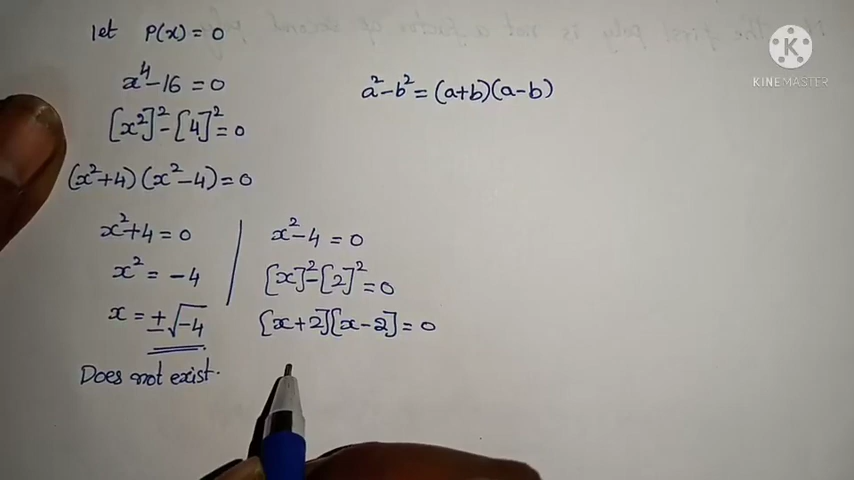 let P(x) = 0
x⁴-16 = 0
a²-b² = (a+b)(a-b)
[x²]²-[4]² = 0
(x²+4)(x²-4) = 0
x²+4 = 0
x² = -4
x = ±√-4
Does not exist.
x²-4 = 0
[x]²-[2]² = 0
[x+2][x-2] = 0
K
KINEMASTER